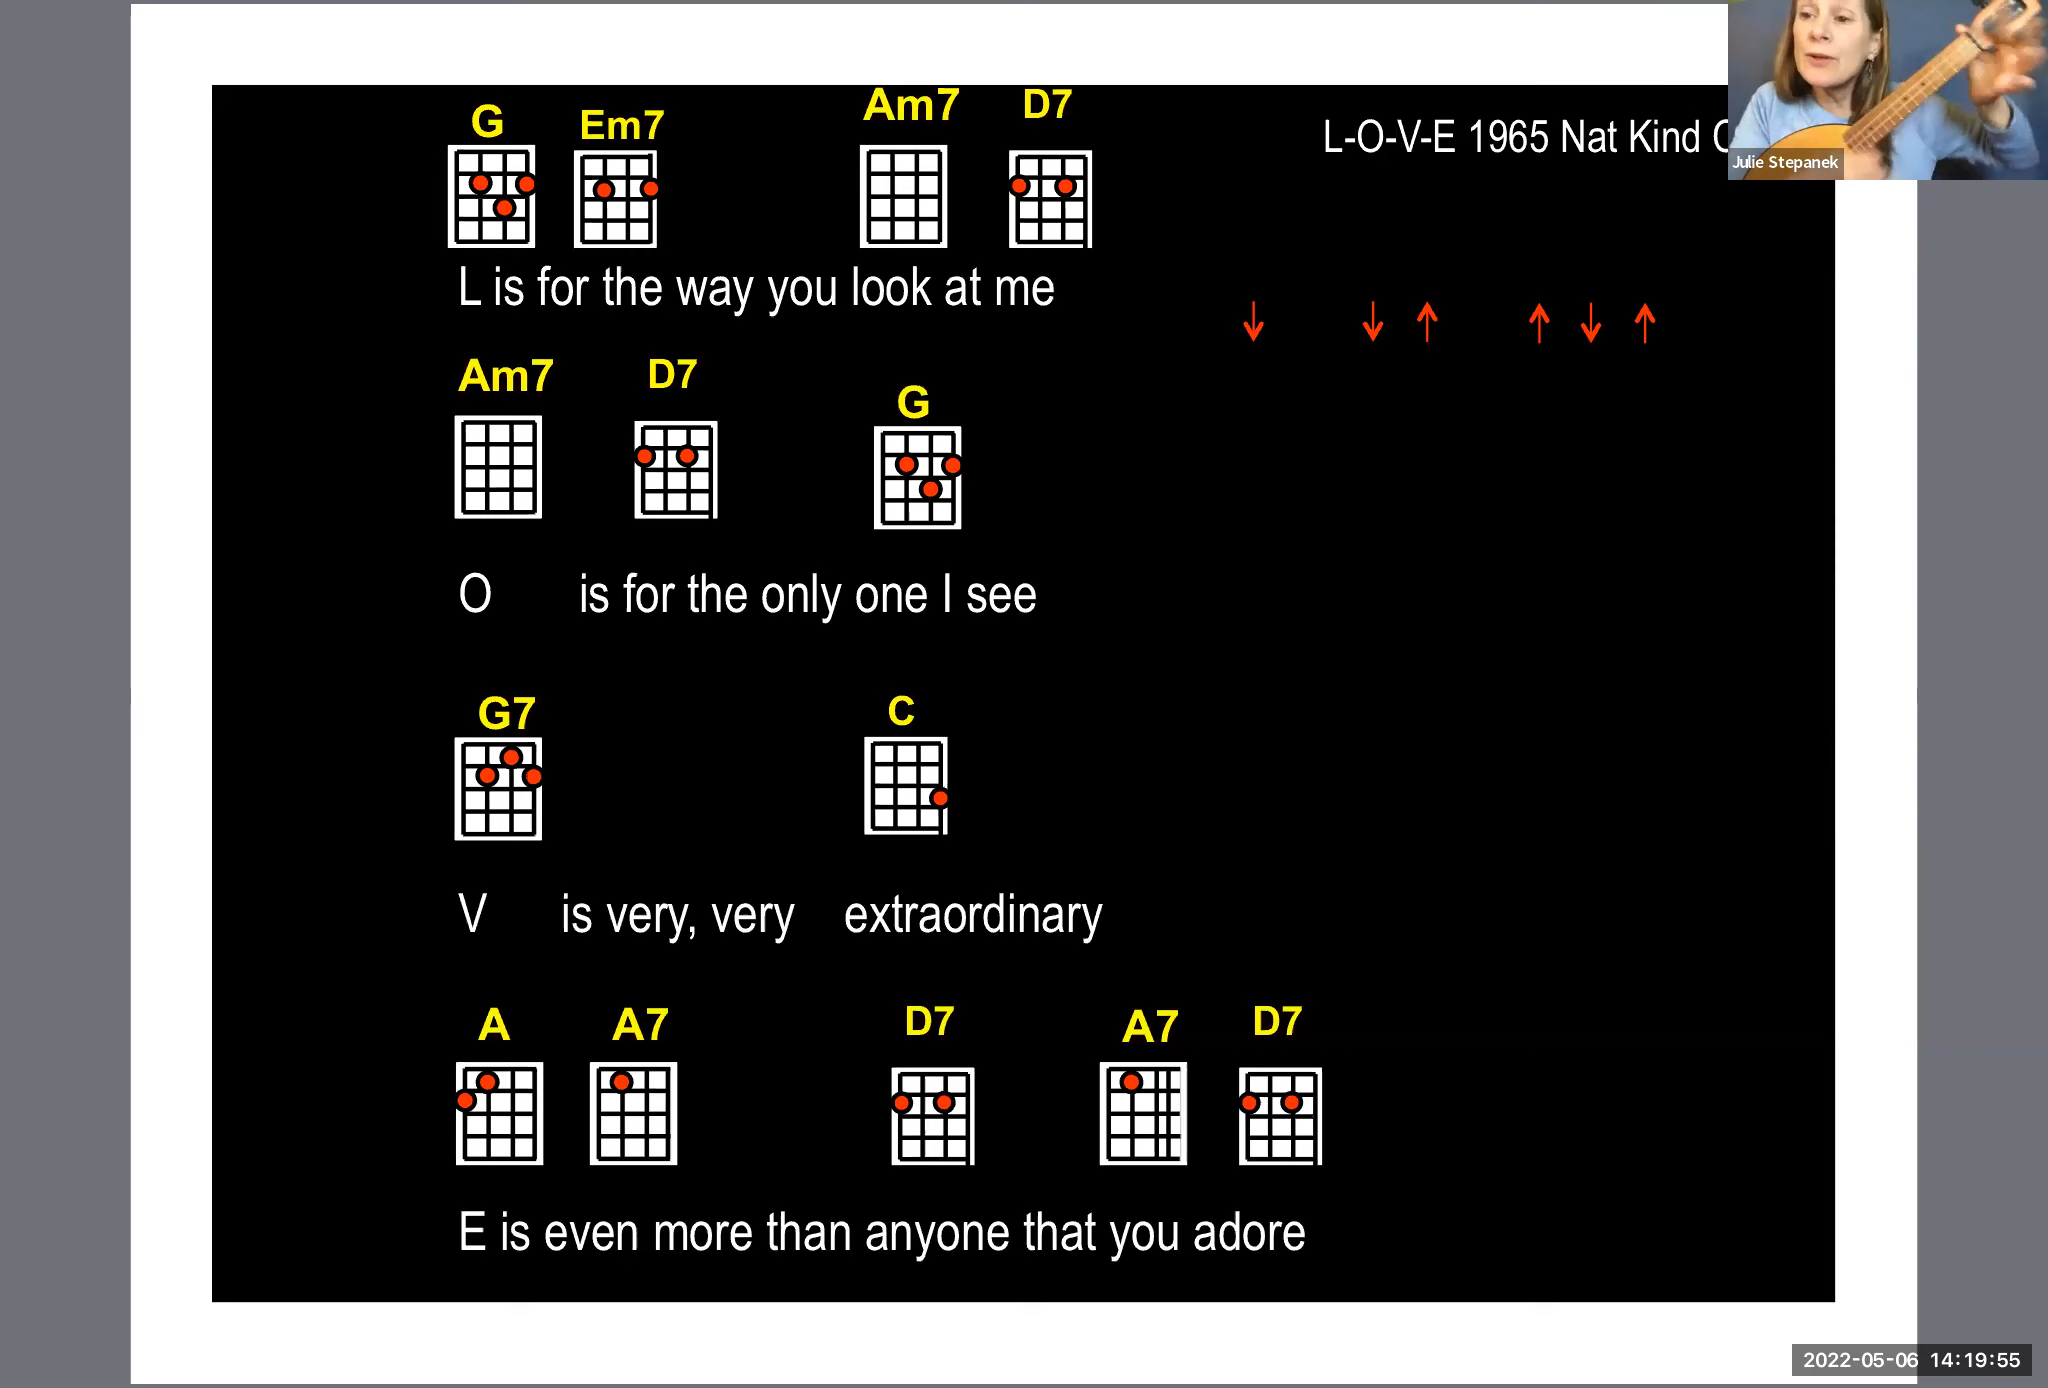 G Em7 Am7 D7
L-O-V-E 1965 Nat Kind
Julie Stepanek
L is for the way you look at me
Am7 D7 G
O is for the only one I see
G7 C
V is very, very extraordinary
A A7 D7 A7 D7
E is even more than anyone that you adore
2022-05-06 14:19:55